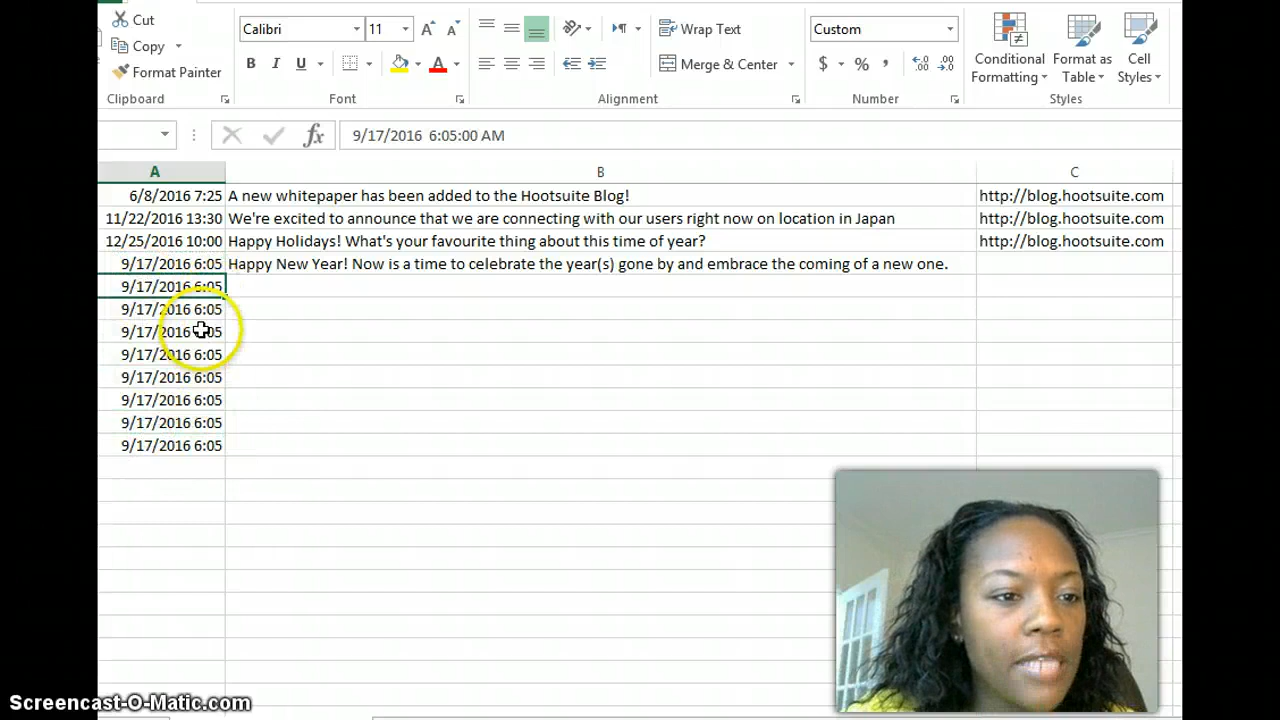 Cut
Copy
Format Painter
Clipboard
Calibri 11 A A
B I U A
Font
Wrap Text
Merge & Center
Alignment
Custom
$ % , .00 .00
Number
Conditional Formatting
Format as Table
Cell Styles
Styles
fx 9/17/2016 6:05:00 AM
A B C
6/8/2016 7:25 A new whitepaper has been added to the Hootsuite Blog! http://blog.hootsuite.com
11/22/2016 13:30 We're excited to announce that we are connecting with our users right now on location in Japan http://blog.hootsuite.com
12/25/2016 10:00 Happy Holidays! What's your favourite thing about this time of year? http://blog.hootsuite.com
9/17/2016 6:05 Happy New Year! Now is a time to celebrate the year(s) gone by and embrace the coming of a new one.
9/17/2016 6:05
9/17/2016 6:05
9/17/2016
9/17/2016 6:05
9/17/2016 6:05
9/17/2016 6:05
9/17/2016 6:05
9/17/2016 6:05
Screencast-O-Matic.com